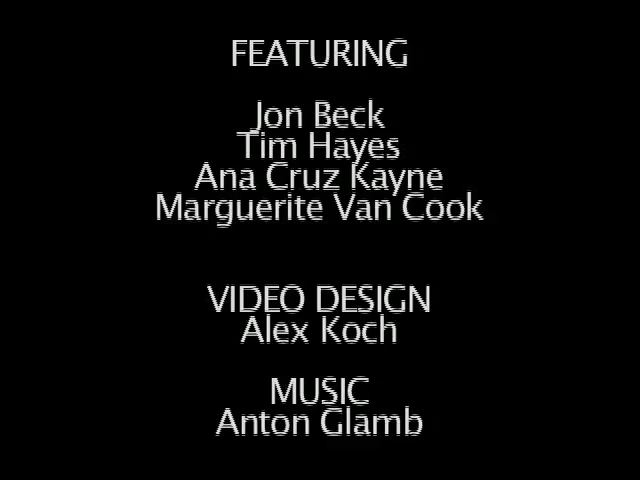 FEATURING
Jon Beck
Tim Hayes
Ana Cruz Kayne
Marguerite Van Cook
VIDEO DESIGN
Alex Koch
MUSIC
Anton Glamb